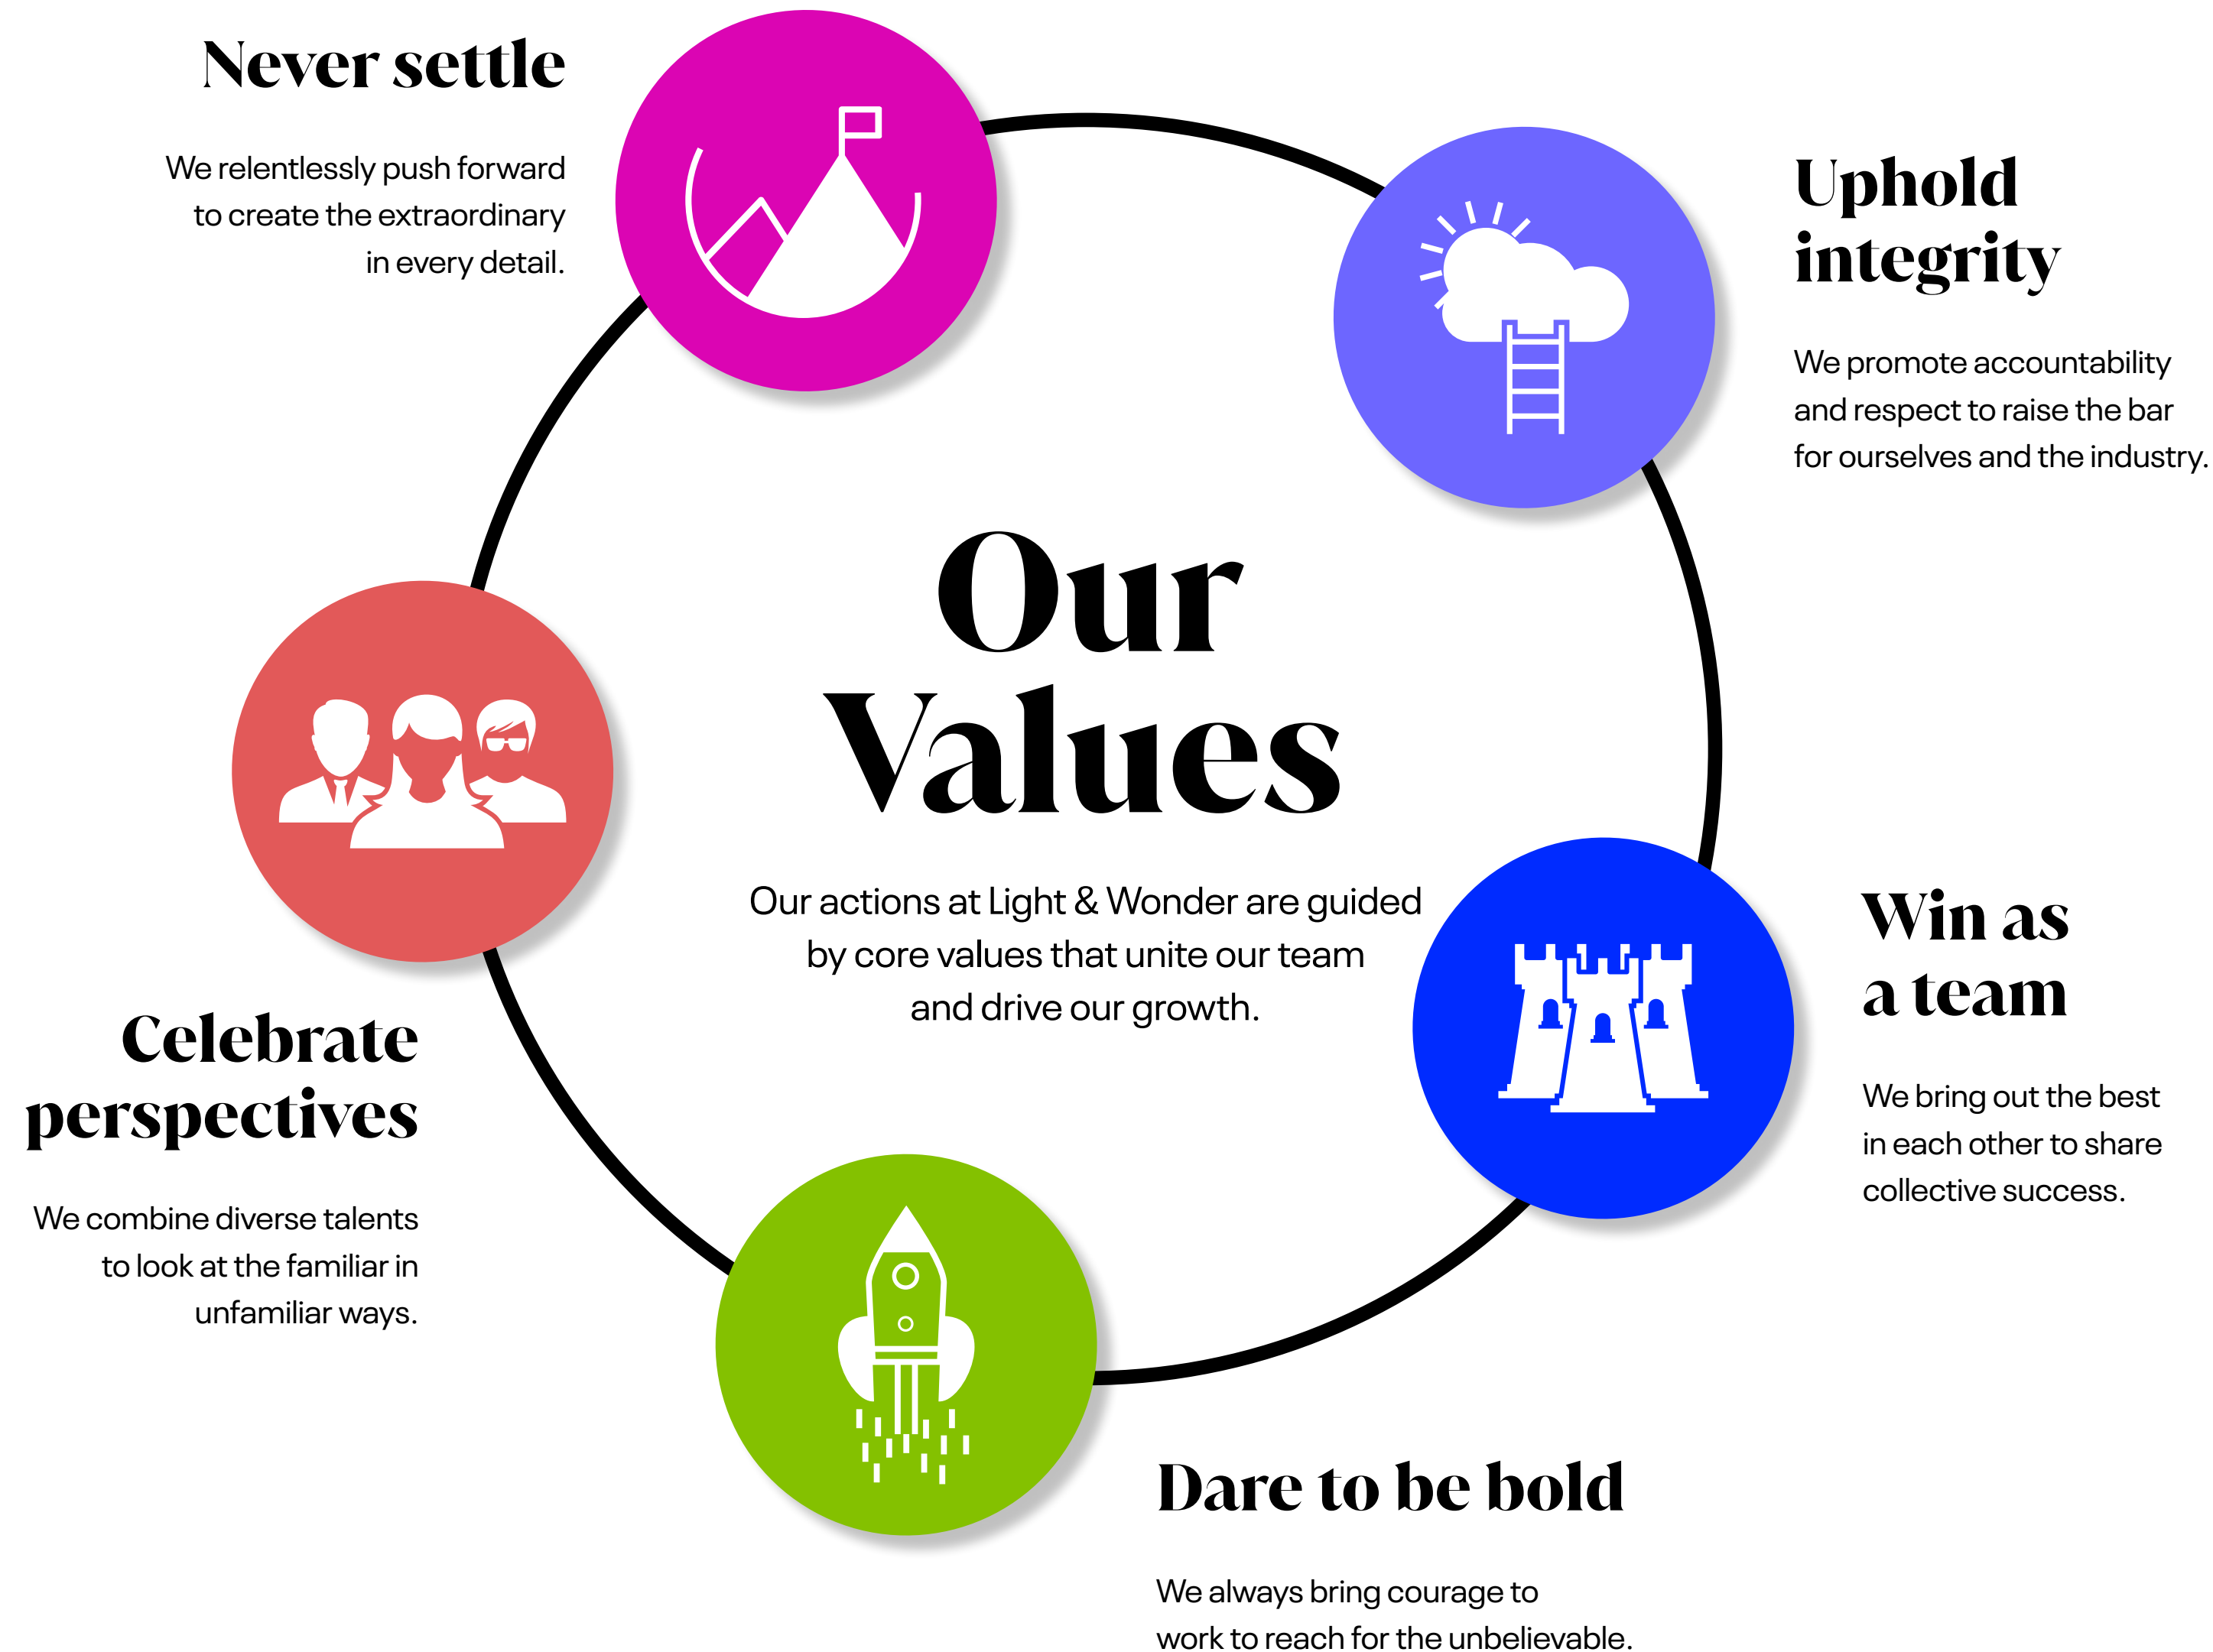 Never settle
We relentlessly push forward
to create the extraordinary
in every detail.
Uphold
integrity
We promote accountability
and respect to raise the bar
for ourselves and the industry.
Our
Values
Our actions at Light & Wonder are guided
by core values that unite our team
and drive our growth.
Win as
a team
We bring out the best
in each other to share
collective success.
Celebrate
perspectives
We combine diverse talents
to look at the familiar in
unfamiliar ways.
Dare to be bold
We always bring courage to
work to reach for the unbelievable.